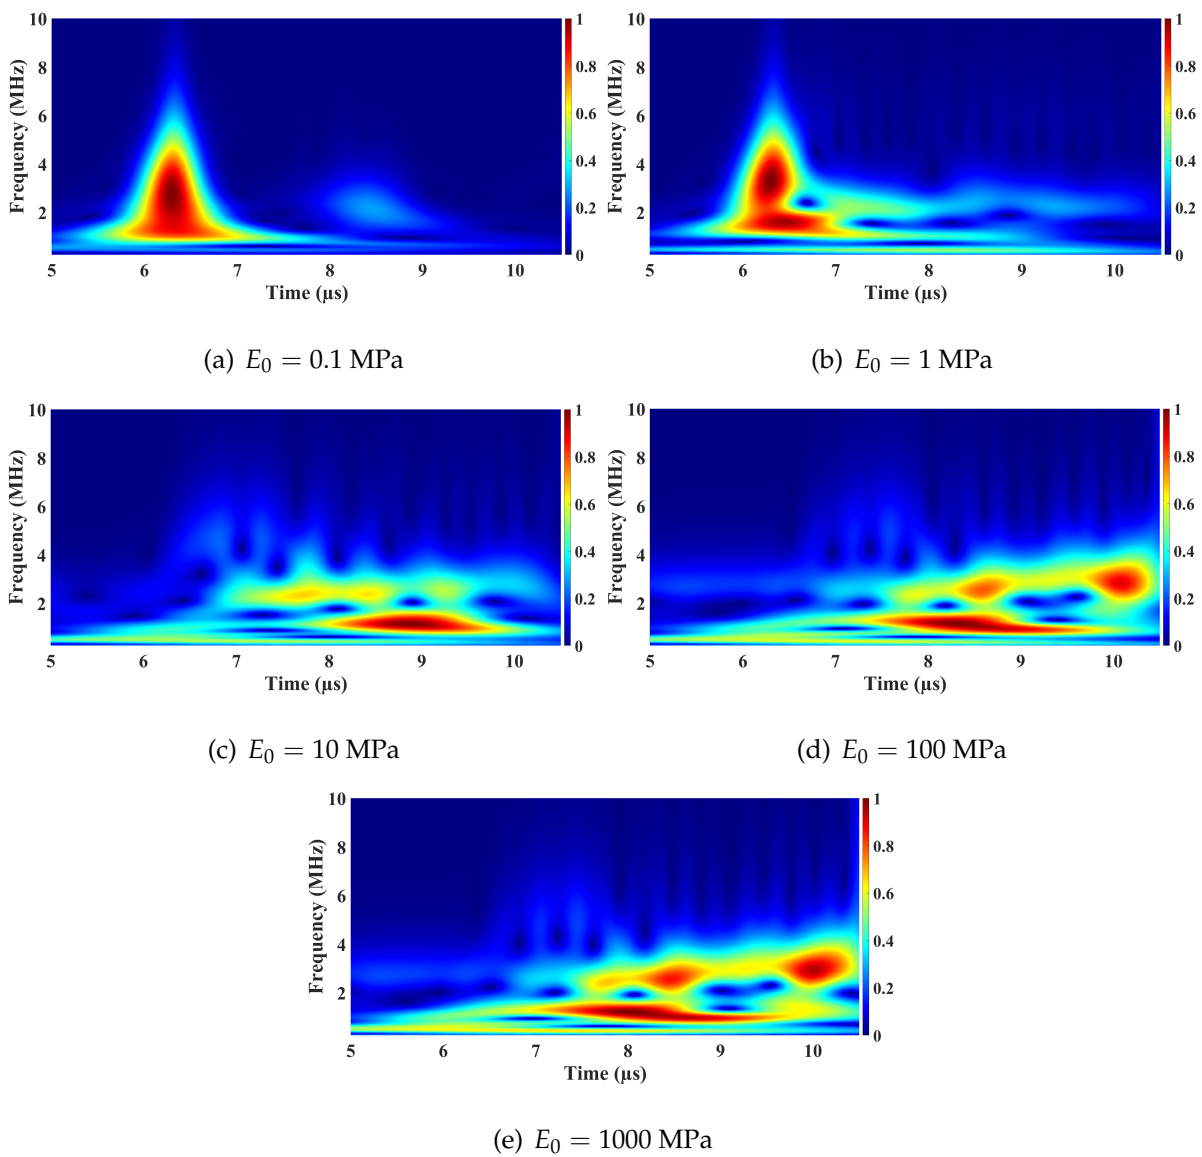 10
8
6
4
2
Frequency (MHz)
5 6 7 8 9 10
Time (μs)
1
0.8
0.6
0.4
0.2
0
(a) E₀ = 0.1 MPa
10
8
6
4
2
Frequency (MHz)
5 6 7 8 9 10
Time (μs)
1
0.8
0.6
0.4
0.2
0
(b) E₀ = 1 MPa
10
8
6
4
2
Frequency (MHz)
5 6 7 8 9 10
Time (μs)
1
0.8
0.6
0.4
0.2
0
(c) E₀ = 10 MPa
10
8
6
4
2
Frequency (MHz)
5 6 7 8 9 10
Time (μs)
1
0.8
0.6
0.4
0.2
0
(d) E₀ = 100 MPa
10
8
6
4
2
Frequency (MHz)
5 6 7 8 9 10
Time (μs)
1
0.8
0.6
0.4
0.2
0
(e) E₀ = 1000 MPa